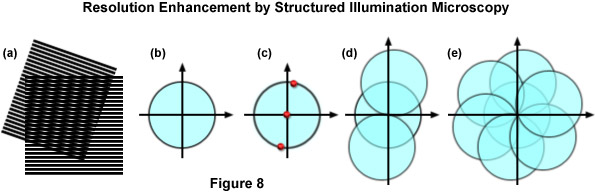 Resolution Enhancement by Structured Illumination Microscopy
(a) (b) (c) (d) (e)
Figure 8